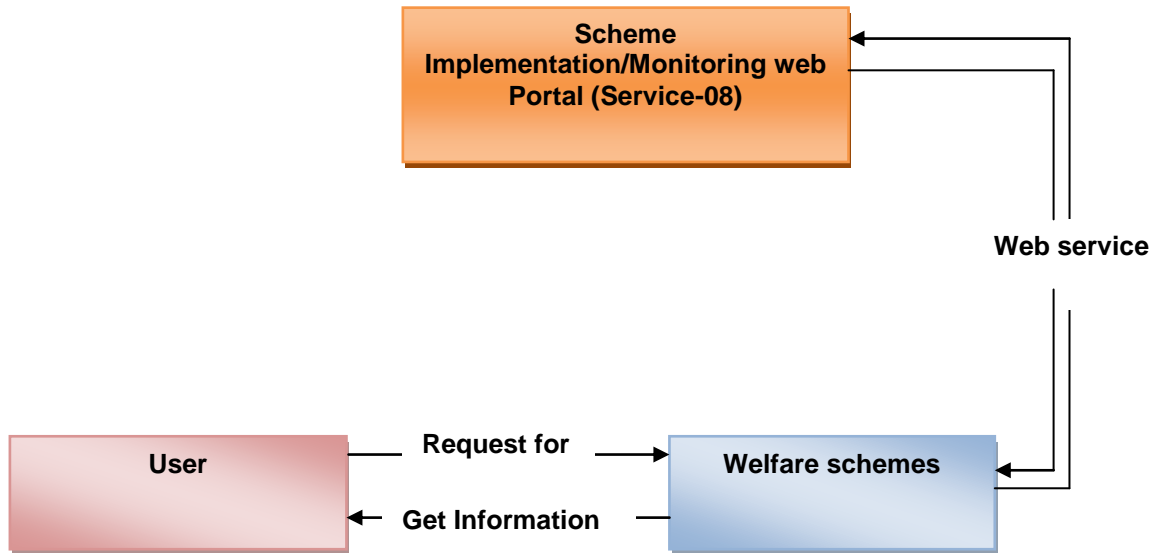 Scheme
Implementation/Monitoring web
Portal (Service-08)
Web service
User
Request for
Welfare schemes
Get Information